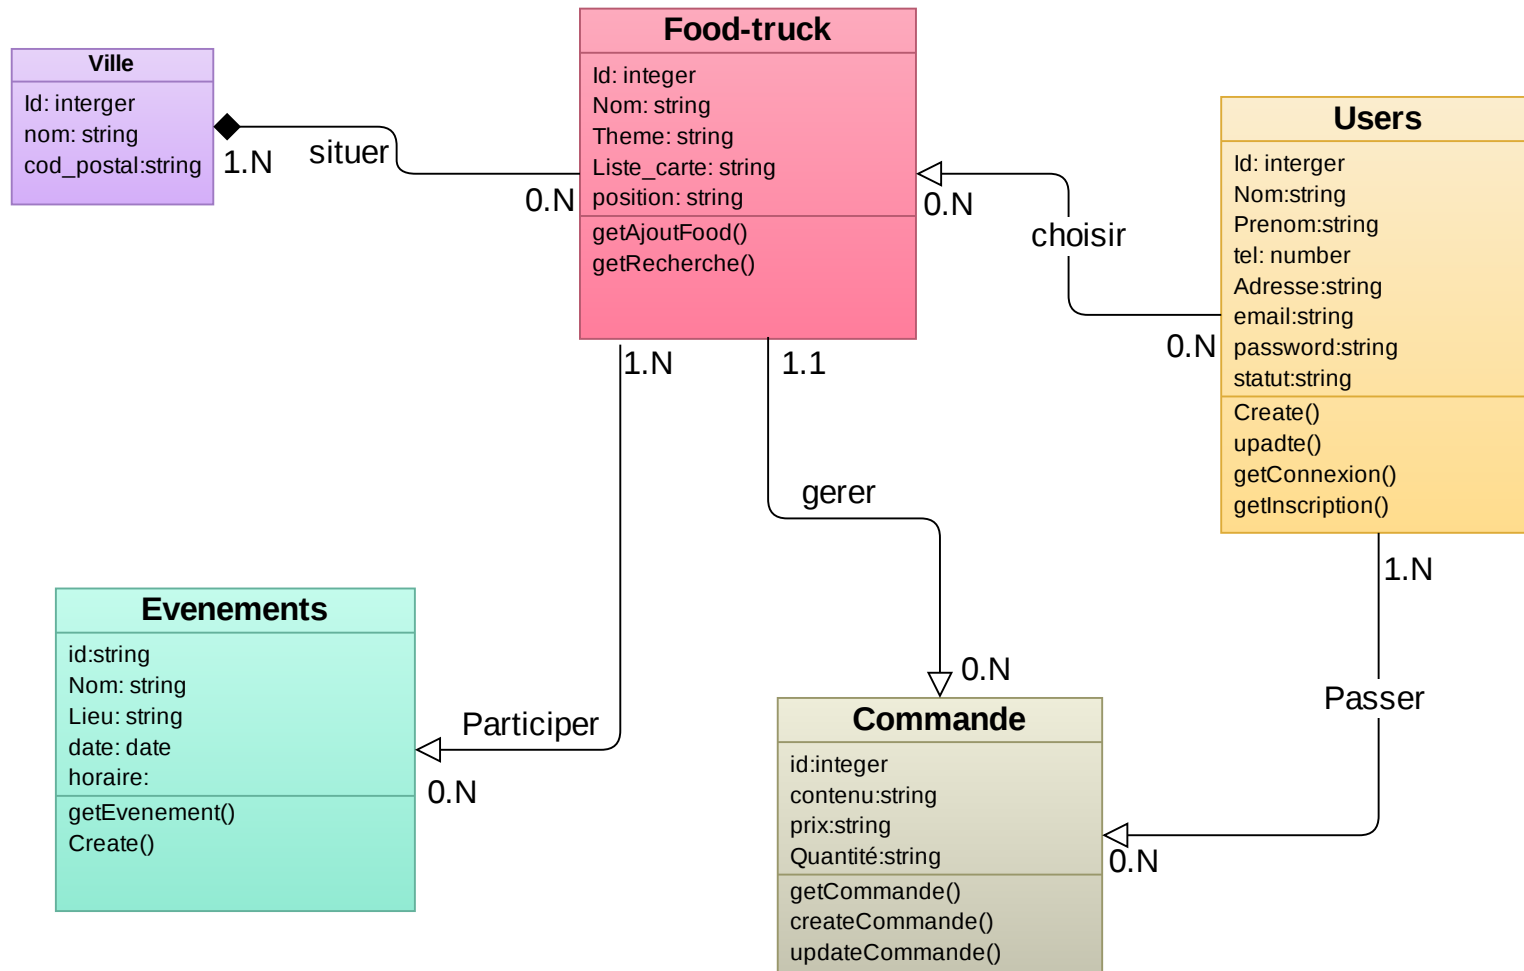 Food-truck
Id: integer
Nom: string
Theme: string
Liste_carte: string
position: string
getAjoutFood()
getRecherche()
Ville
Id: interger
nom: string
cod_postal:string
1.N
situer
0.N
Users
Id: interger
Nom:string
Prenom:string
tel: number
Adresse:string
email:string
password:string
statut:string
Create()
upadte()
getConnexion()
getInscription()
0.N
choisir
0.N
1.N
1.1
gerer
0.N
1.N
Passer
0.N
Participer
0.N
Evenements
id:string
Nom: string
Lieu: string
date: date
horaire:
getEvenement()
Create()
Commande
id:integer
contenu:string
prix:string
Quantité:string
getCommande()
createCommande()
updateCommande()